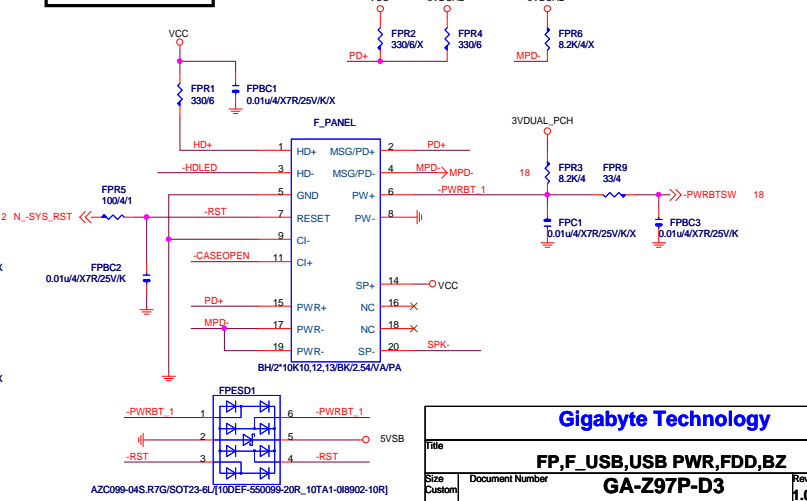 FPR2
330/6/X
FPR4
330/6
FPR6
8.2K/4/X
PD+
MPD-
VCC
FPR1
330/6
FPBC1
0.01u/4/X7R/25V/K/X
F_PANEL
3VDUAL_PCH
HD+
1
HD+
MSG/PD+
2
PD+
-HDLED
3
HD-
MSG/PD-
4
MPD-
MPD-
18
FPR3
8.2K/4
FPR9
33/4
5
GND
PW+
6
-PWRBT_1
-PWRBTSW
18
FPR5
100/4/1
2 N_-SYS_RST
-RST
7
RESET
PW-
8
9
CI-
FPC1
0.01u/4/X7R/25V/K/X
FPBC3
0.01u/4/X7R/25V/K
-CASEOPEN
11
CI+
FPBC2
0.01u/4/X7R/25V/K
SP+
14
VCC
PD+
15
PWR+
NC
16
MPD-
17
PWR-
NC
18
19
PWR-
SP-
20
SPK-
BH/2*10K10,12,13/BK/2.54/VA/PA
FPESD1
-PWRBT_1
1
6
-PWRBT_1
2
5
5VSB
-RST
3
4
-RST
AZC099-04S.R7G/SOT23-6L/[10DEF-550099-20R_10TA1-0I8902-10R]
Gigabyte Technology
Title
FP,F_USB,USB PWR,FDD,BZ
Size
Custom
Document Number
GA-Z97P-D3